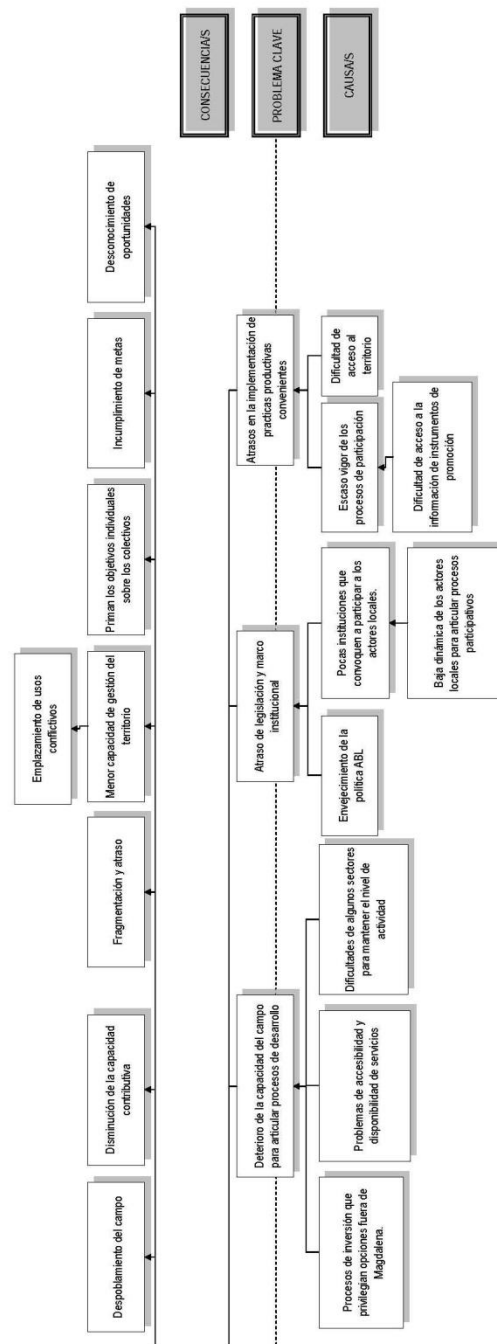 Emplazamiento de usos
conflictivos
Despoblamiento del campo
Disminución de la capacidad
contributiva
Fragmentación y atraso
Menor capacidad de gestión del
territorio
Priman los objetivos individuales
sobre los colectivos
Incumplimiento de metas
Desconocimiento de
oportunidades
CONSECUENCIA/S
Deterioro de la capacidad del campo
para articular procesos de desarrollo
Atraso de legislación y marco
institucional
Atrasos en la implementación de
practicas productivas
convenientes
PROBLEMA CLAVE
Procesos de inversión que
privilegian opciones fuera de
Magdalena.
Problemas de accesibilidad y
disponibilidad de servicios
Dificultades de algunos sectores
para mantener el nivel de
actividad
Envejecimiento de la
política ABL
Pocas instituciones que
convoquen a participar a los
actores locales.
Escaso vigor de los
procesos de participación
Dificultad de
acceso al
territorio
CAUSA/S
Baja dinámica de los actores
locales para articular procesos
participativos
Dificultad de acceso a la
información de instrumentos de
promoción